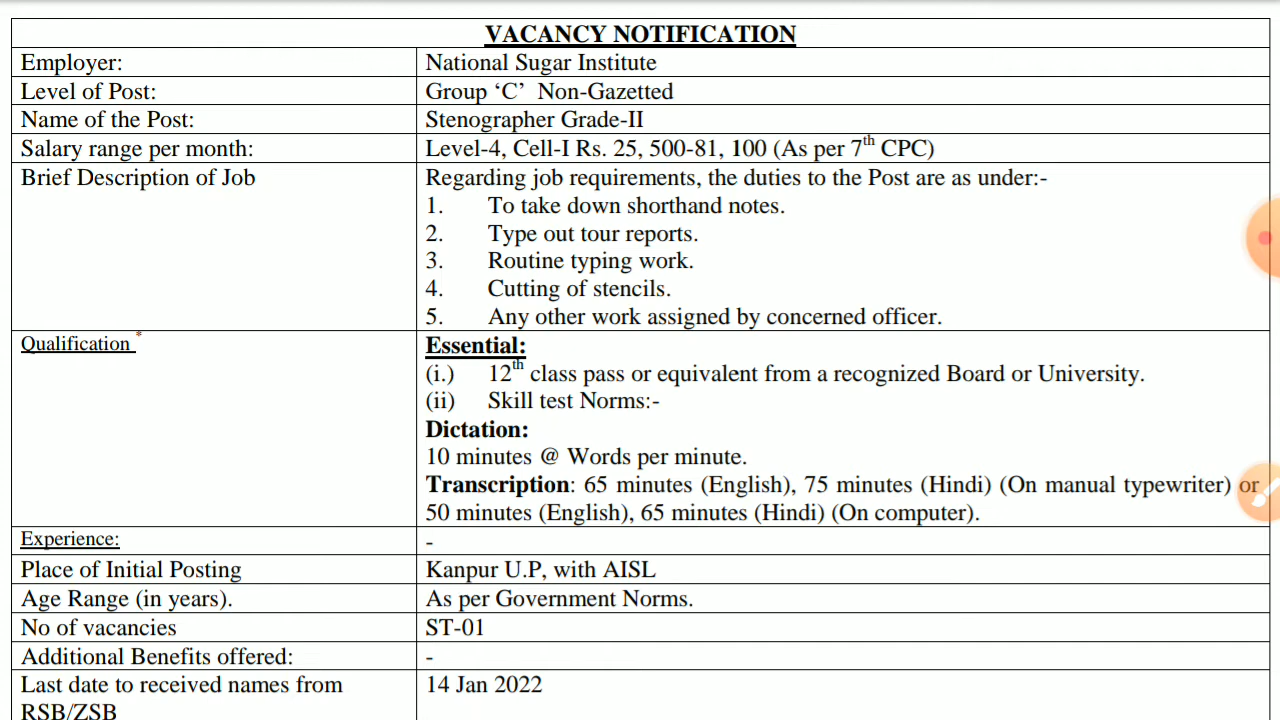 VACANCY NOTIFICATION
Employer: National Sugar Institute
Level of Post: Group ‘C’ Non-Gazetted
Name of the Post: Stenographer Grade-II
Salary range per month: Level-4, Cell-I Rs. 25, 500-81, 100 (As per 7th CPC)
Brief Description of Job Regarding job requirements, the duties to the Post are as under:-
1. To take down shorthand notes.
2. Type out tour reports.
3. Routine typing work.
4. Cutting of stencils.
5. Any other work assigned by concerned officer.
Qualification * Essential:
(i.) 12th class pass or equivalent from a recognized Board or University.
(ii) Skill test Norms:-
Dictation:
10 minutes @ Words per minute.
Transcription: 65 minutes (English), 75 minutes (Hindi) (On manual typewriter) or
50 minutes (English), 65 minutes (Hindi) (On computer).
Experience: -
Place of Initial Posting Kanpur U.P, with AISL
Age Range (in years). As per Government Norms.
No of vacancies ST-01
Additional Benefits offered: -
Last date to received names from 14 Jan 2022
RSB/ZSB